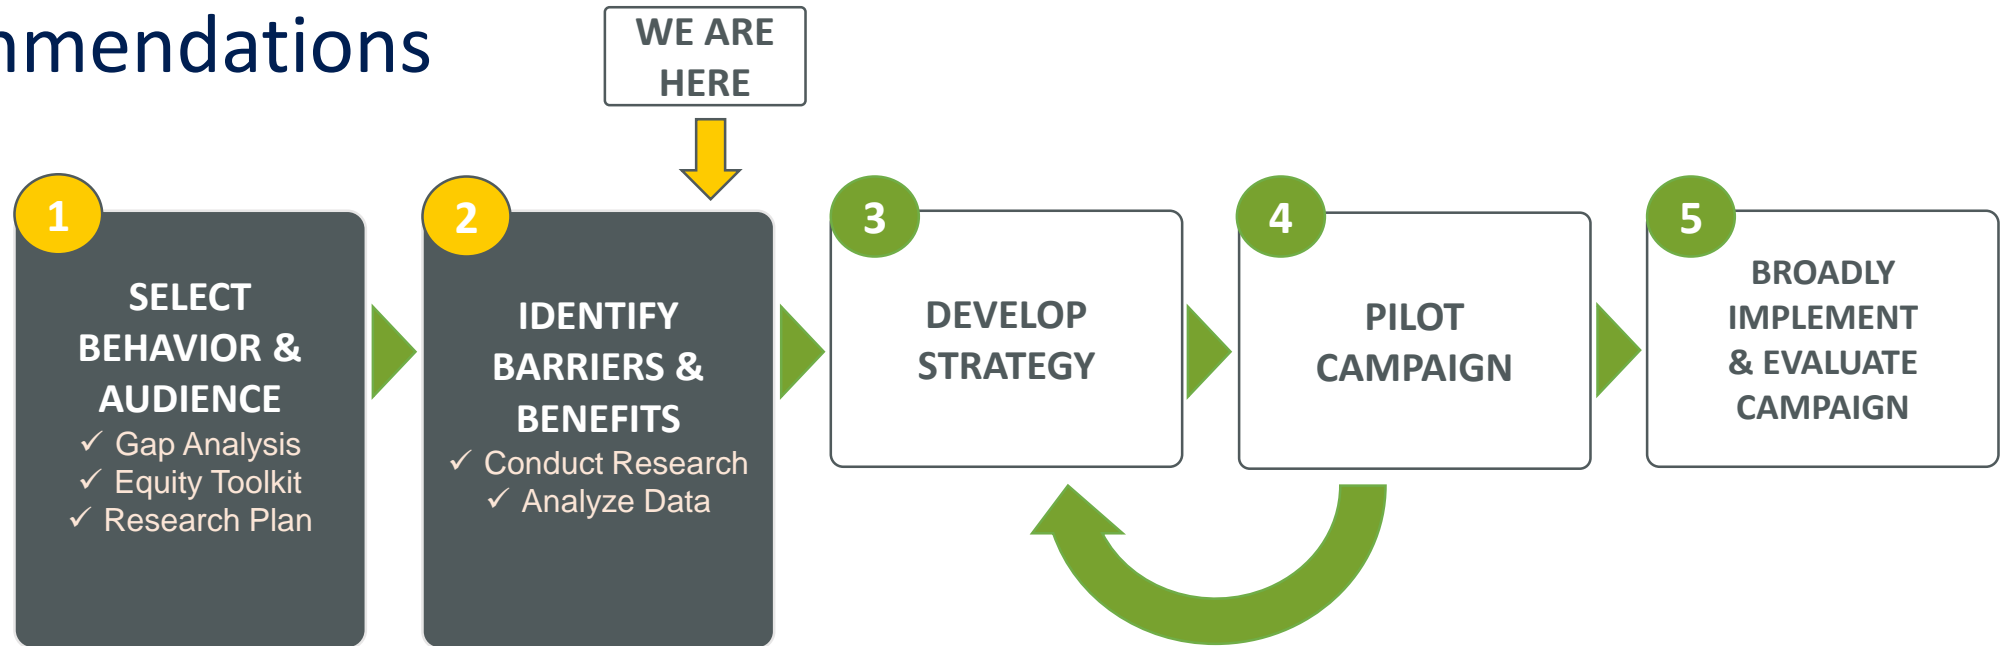 mmendations
WE ARE
HERE
1
SELECT
BEHAVIOR &
AUDIENCE
✓ Gap Analysis
✓ Equity Toolkit
✓ Research Plan
2
IDENTIFY
BARRIERS &
BENEFITS
✓ Conduct Research
✓ Analyze Data
3
DEVELOP
STRATEGY
4
PILOT
CAMPAIGN
5
BROADLY
IMPLEMENT
& EVALUATE
CAMPAIGN